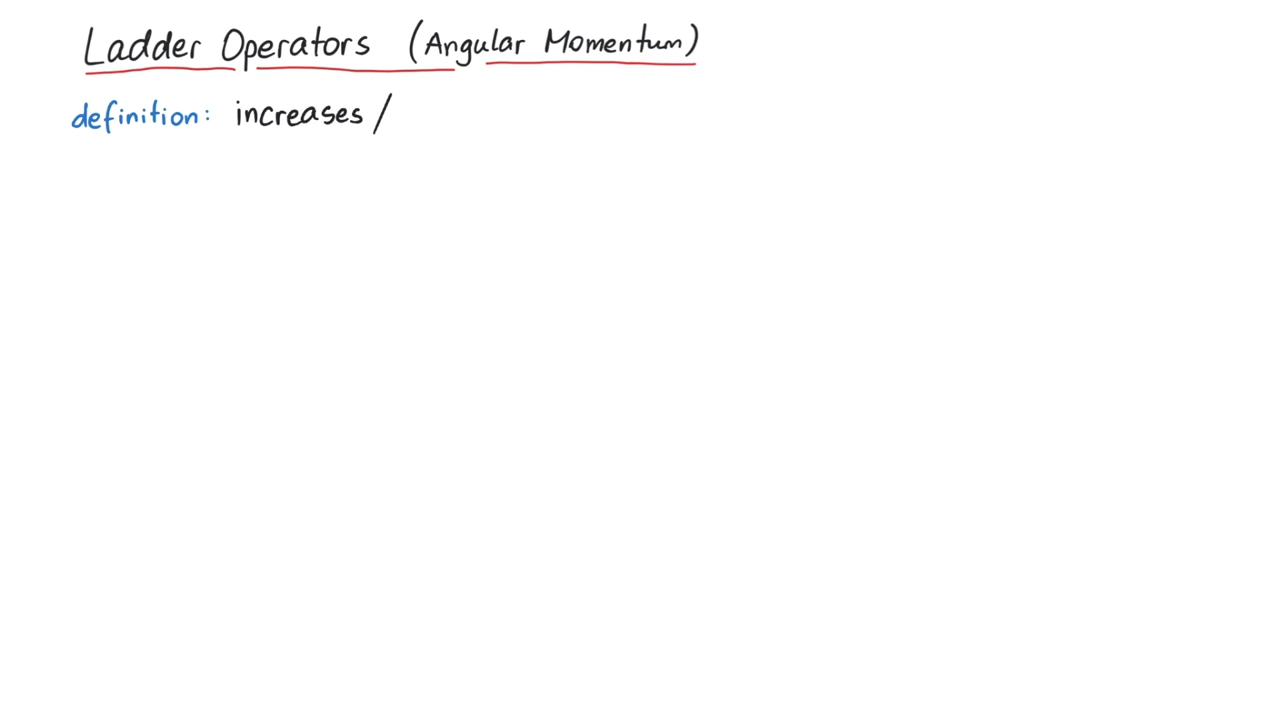 Ladder Operators (Angular Momentum)
definition: increases /